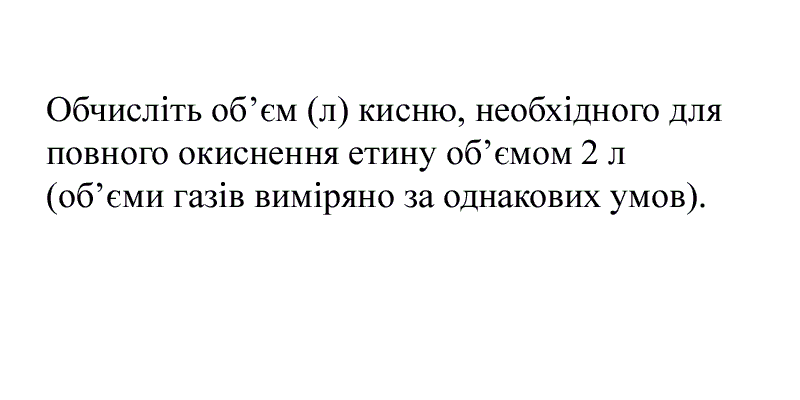 Обчисліть об’єм (л) кисню, необхідного для
повного окиснення етину об’ємом 2 л
(об’єми газів виміряно за однакових умов).